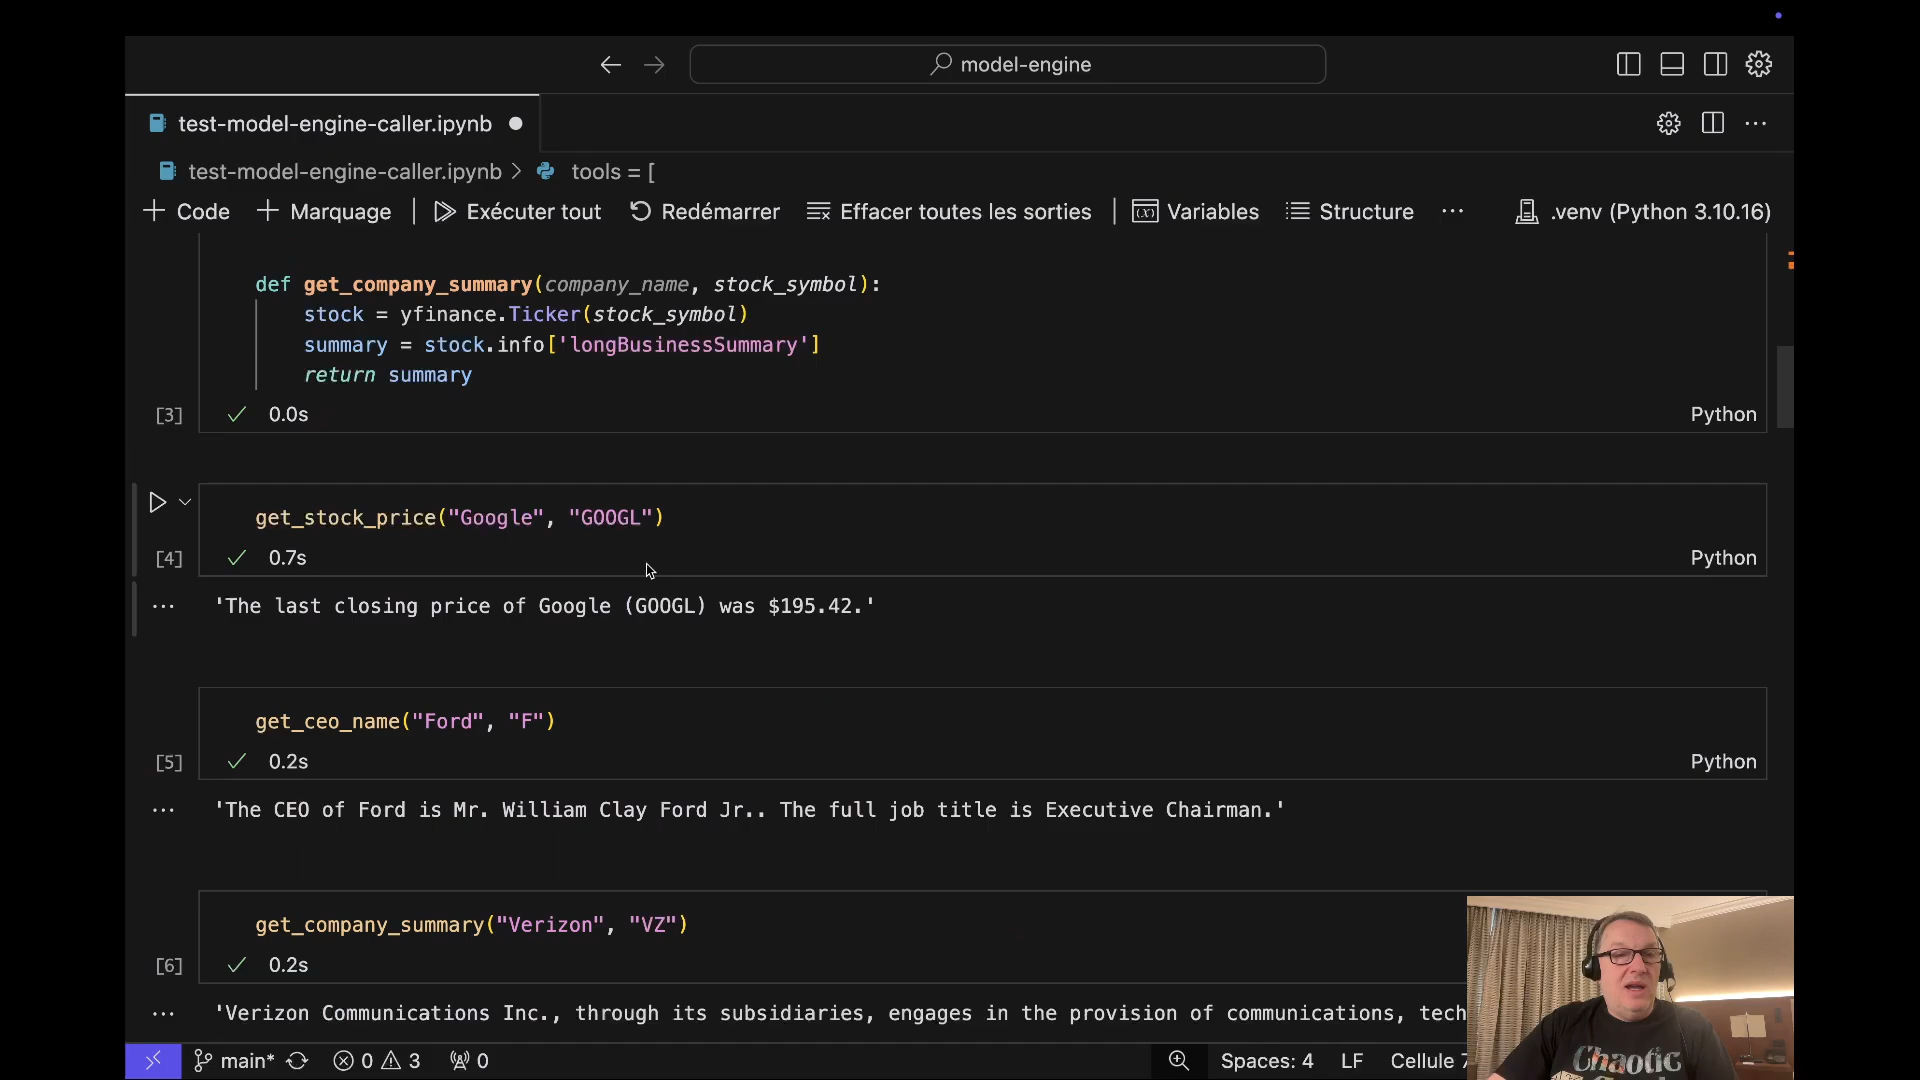 model-engine
test-model-engine-caller.ipynb
test-model-engine-caller.ipynb > tools = [
+ Code + Marquage | Exécuter tout Redémarrer Effacer toutes les sorties | Variables Structure ... .venv (Python 3.10.16)
def get_company_summary(company_name, stock_symbol):
stock = yfinance.Ticker(stock_symbol)
summary = stock.info['longBusinessSummary']
return summary
[3] ✓ 0.0s Python
get_stock_price("Google", "GOOGL")
[4] ✓ 0.7s Python
... 'The last closing price of Google (GOOGL) was $195.42.'
get_ceo_name("Ford", "F")
[5] ✓ 0.2s Python
... 'The CEO of Ford is Mr. William Clay Ford Jr.. The full job title is Executive Chairman.'
get_company_summary("Verizon", "VZ")
[6] ✓ 0.2s
... 'Verizon Communications Inc., through its subsidiaries, engages in the provision of communications, tech
main* 0 3 0 Spaces: 4 LF Cellule 7
Chaotic